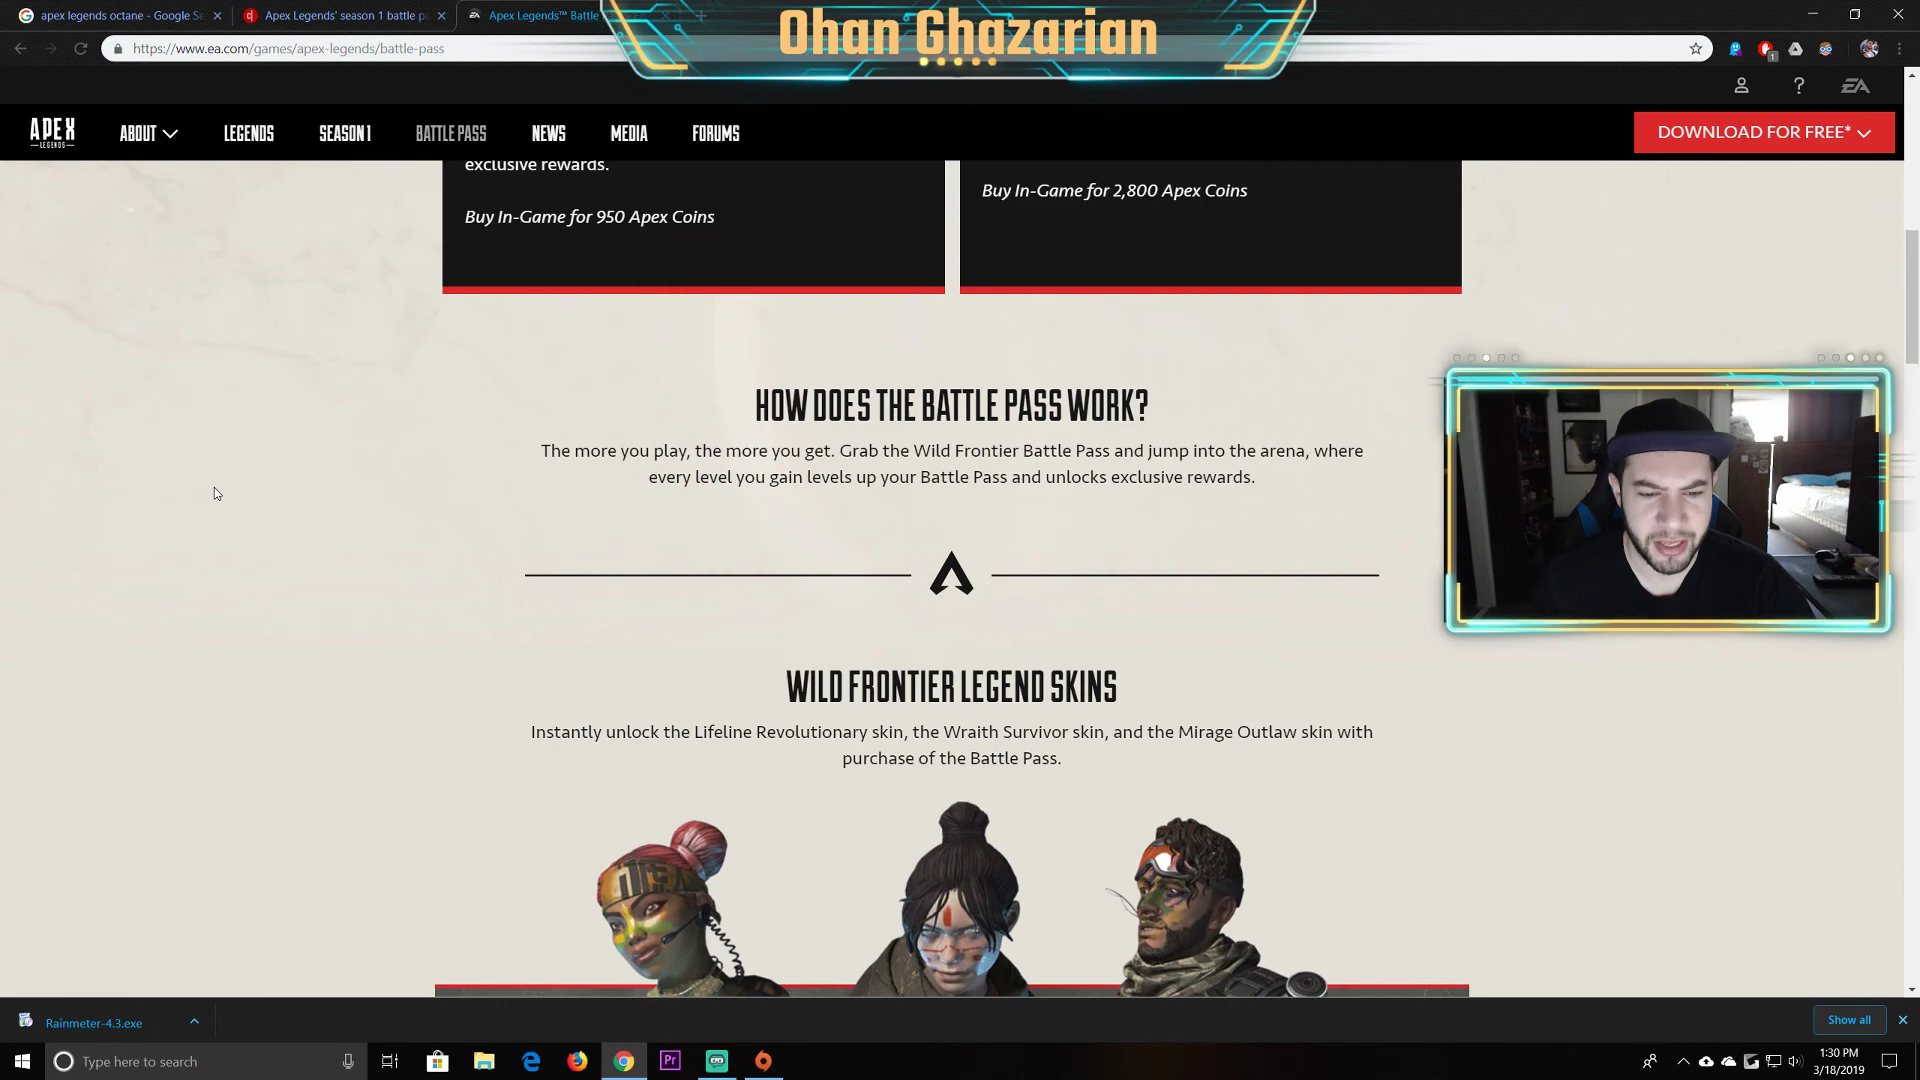 apex legends octane - Google Se
Apex Legends' season 1 battle pa
Apex Legends™ Battle
Ohan Ghazarian
https://www.ea.com/games/apex-legends/battle-pass
1
EA
APEX
LEGENDS
ABOUT
LEGENDS
SEASON 1
BATTLE PASS
NEWS
MEDIA
FORUMS
DOWNLOAD FOR FREE*
exclusive rewards.
Buy In-Game for 950 Apex Coins
Buy In-Game for 2,800 Apex Coins
HOW DOES THE BATTLE PASS WORK?
The more you play, the more you get. Grab the Wild Frontier Battle Pass and jump into the arena, where
every level you gain levels up your Battle Pass and unlocks exclusive rewards.
WILD FRONTIER LEGEND SKINS
Instantly unlock the Lifeline Revolutionary skin, the Wraith Survivor skin, and the Mirage Outlaw skin with
purchase of the Battle Pass.
Rainmeter-4.3.exe
Show all
Type here to search
Pr
1:30 PM
3/18/2019